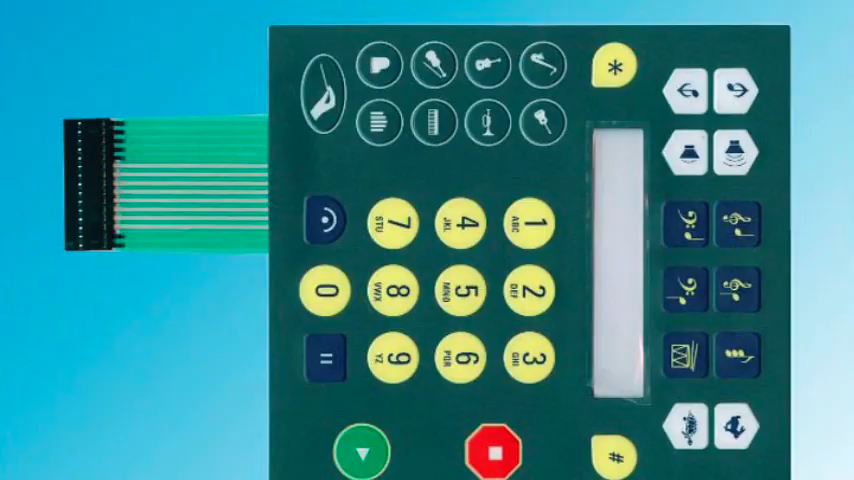 *
#
1 2 3
ABC DEF GHI
4 5 6
JKL MNO PQR
7 8 9
STU VWX YZ
0